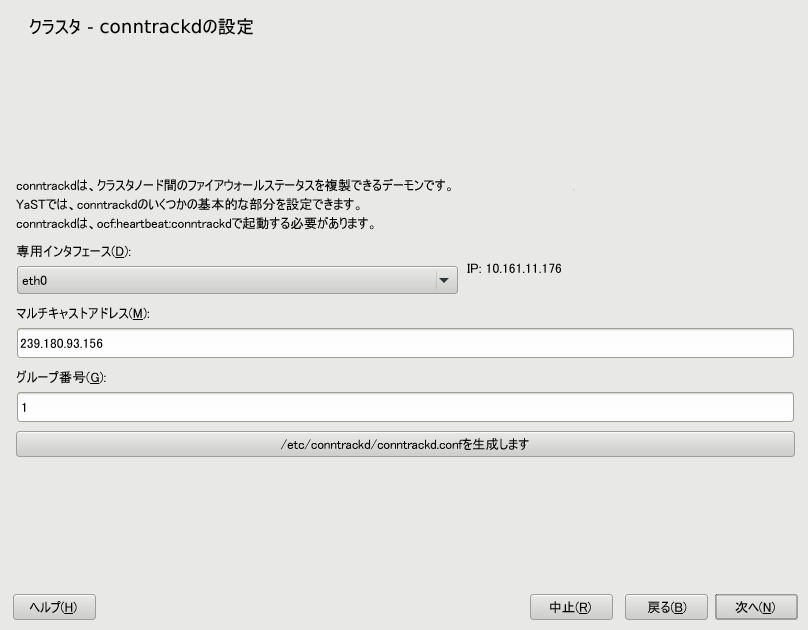 クラスタ - conntrackdの設定
conntrackdは、クラスタノード間のファイアウォールステータスを複製できるデーモンです。
YaSTでは、conntrackdのいくつかの基本的な部分を設定できます。
conntrackdは、ocf:heartbeat:conntrackdで起動する必要があります。
専用インタフェース(D):
eth0 IP: 10.161.11.176
マルチキャストアドレス(M):
239.180.93.156
グループ番号(G):
1
/etc/conntrackd/conntrackd.confを生成します
ヘルプ(H) 中止(R) 戻る(B) 次へ(N)